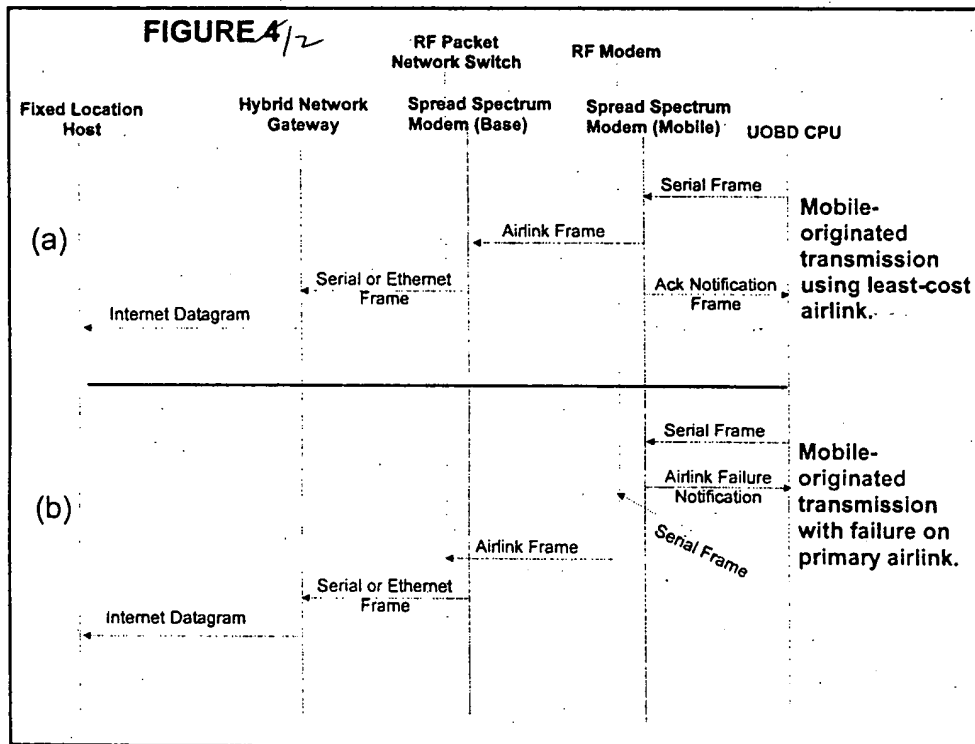 FIGURE 4/2
RF Packet
Network Switch
RF Modem
Fixed Location
Host
Hybrid Network
Gateway
Spread Spectrum
Modem (Base)
Spread Spectrum
Modem (Mobile)
UOBD CPU
(a)
Serial Frame
Airlink Frame
Serial or Ethernet
Frame
Ack Notification
Frame
Internet Datagram
Mobile-
originated
transmission
using least-cost
airlink.
(b)
Serial Frame
Airlink Failure
Notification
Serial Frame
Airlink Frame
Serial or Ethernet
Frame
Internet Datagram
Mobile-
originated
transmission
with failure on
primary airlink.